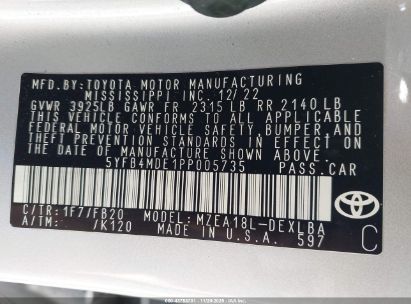 MFD.BY: TOYOTA MOTOR MANUFACTURING
MISSISSIPPI INC. 12/22
GVWR 3925LB GAWR FR 2315 LB RR 2140 LB
THIS VEHICLE CONFORMS TO ALL APPLICABLE
FEDERAL MOTOR VEHICLE SAFETY, BUMPER, AND
THEFT PREVENTION STANDARDS IN EFFECT ON
THE DATE OF MANUFACTURE SHOWN ABOVE.
5YFB4MDE1PP005735 PASS.CAR
C/TR: 1F7/FB20 MODEL: MZEA18L-DEXLBA
A/TM: /K120 MADE IN U.S.A. 597
TOYOTA
C